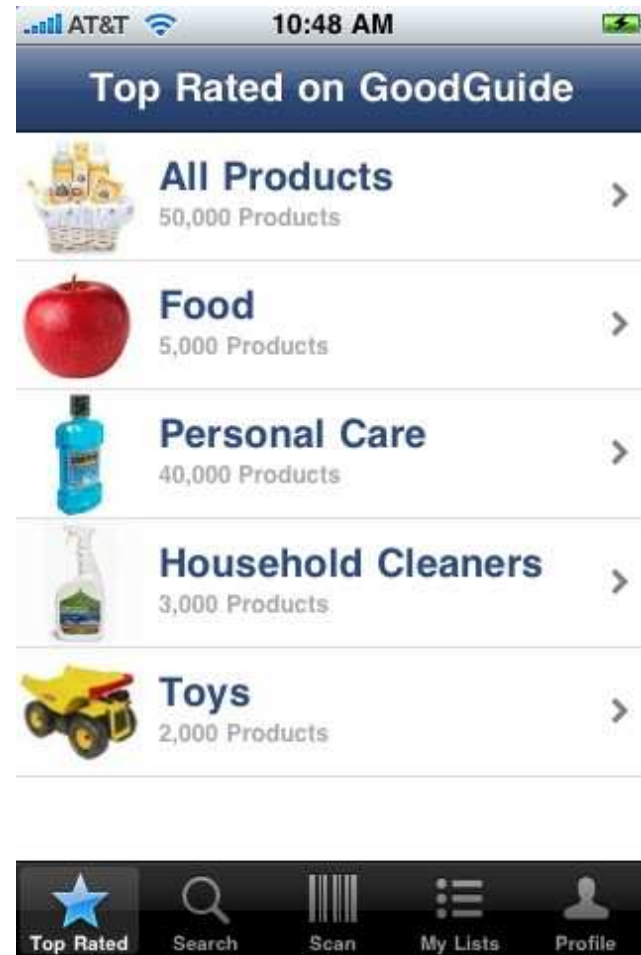 AT&T 10:48 AM
Top Rated on GoodGuide
All Products
50,000 Products
Food
5,000 Products
Personal Care
40,000 Products
Household Cleaners
3,000 Products
Toys
2,000 Products
Top Rated Search Scan My Lists Profile